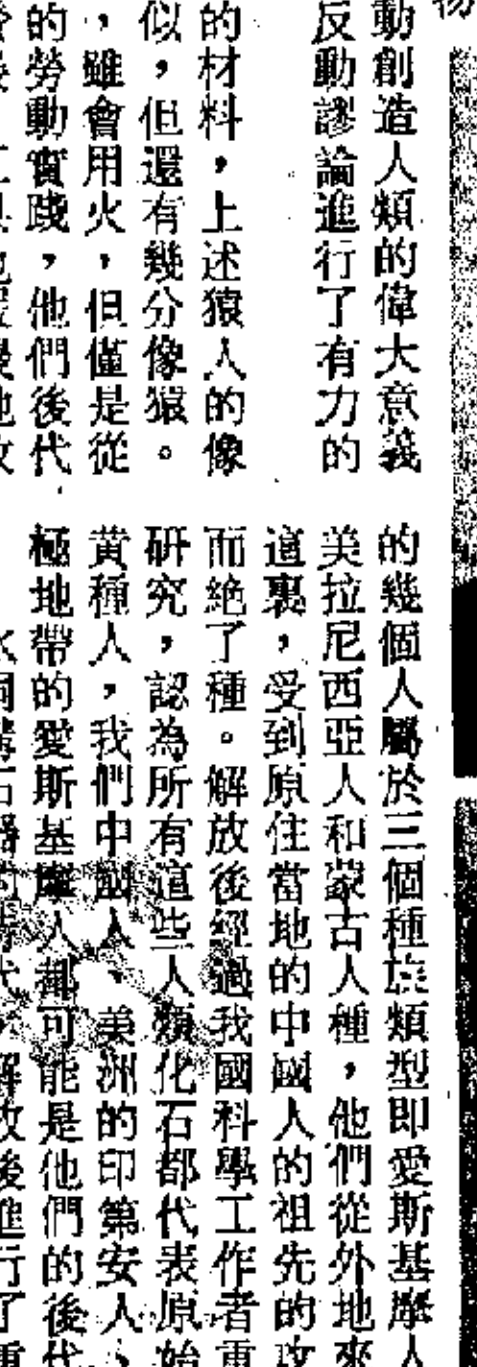 動創造人類的偉大意義
反動謬論進行了有力的
的材料，上述猿人的像
似，但還有幾分像猿。
，雖會用火，但僅是從
的勞動實踐，他們後代
的幾個人屬於三個種族類型即愛斯基摩人
美拉尼西亞人和蒙古人種，他們從外地來
這裏，受到原住當地的中國人的祖先的攻
而絶了種。解放後經過我國科學工作者重
研究，認為所有這些人類化石都代表原始
黄種人，我們中國人、美洲的印第安人、
極地帶的愛斯基摩人都可能是他們的後代